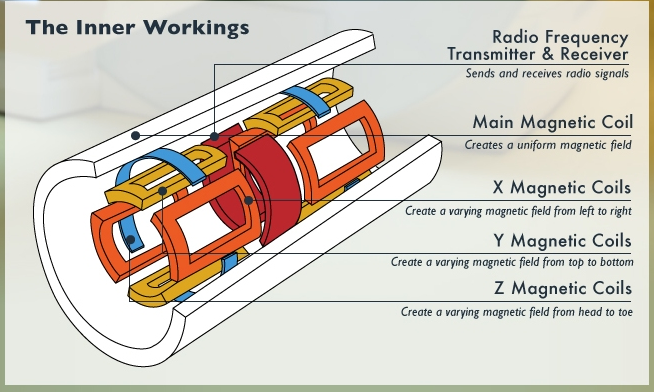 The Inner Workings
Radio Frequency
Transmitter & Receiver
Sends and receives radio signals
Main Magnetic Coil
Creates a uniform magnetic field
X Magnetic Coils
Create a varying magnetic field from left to right
Y Magnetic Coils
Create a varying magnetic field from top to bottom
Z Magnetic Coils
Create a varying magnetic field from head to toe